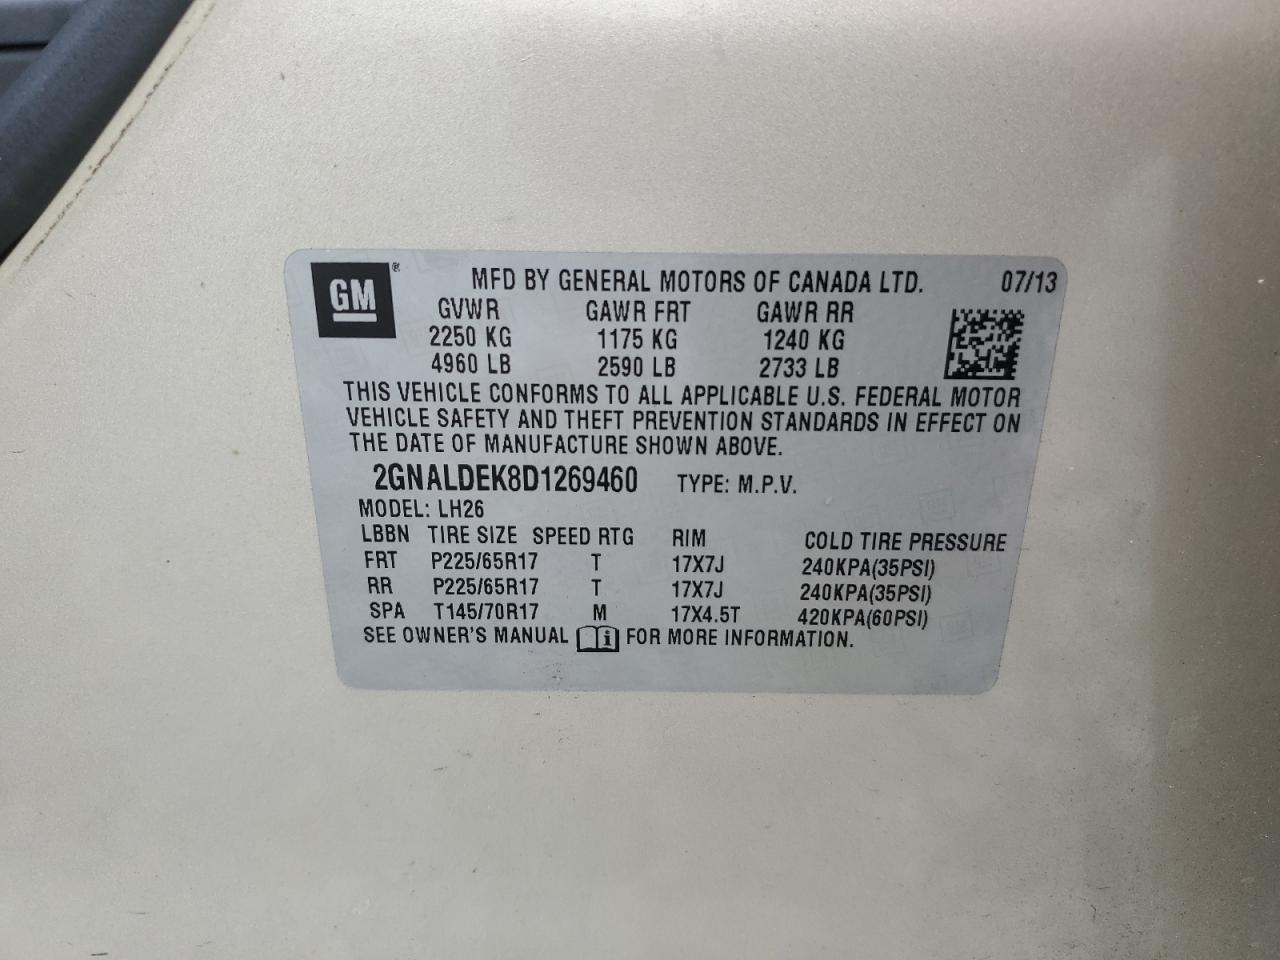 GM® MFD BY GENERAL MOTORS OF CANADA LTD. 07/13
GVWR GAWR FRT GAWR RR
2250 KG 1175 KG 1240 KG
4960 LB 2590 LB 2733 LB
THIS VEHICLE CONFORMS TO ALL APPLICABLE U.S. FEDERAL MOTOR
VEHICLE SAFETY AND THEFT PREVENTION STANDARDS IN EFFECT ON
THE DATE OF MANUFACTURE SHOWN ABOVE.
2GNALDEK8D1269460 TYPE: M.P.V.
MODEL: LH26
LBBN TIRE SIZE SPEED RTG RIM COLD TIRE PRESSURE
FRT P225/65R17 T 17X7J 240KPA(35PSI)
RR P225/65R17 T 17X7J 240KPA(35PSI)
SPA T145/70R17 M 17X4.5T 420KPA(60PSI)
SEE OWNER'S MANUAL i FOR MORE INFORMATION.